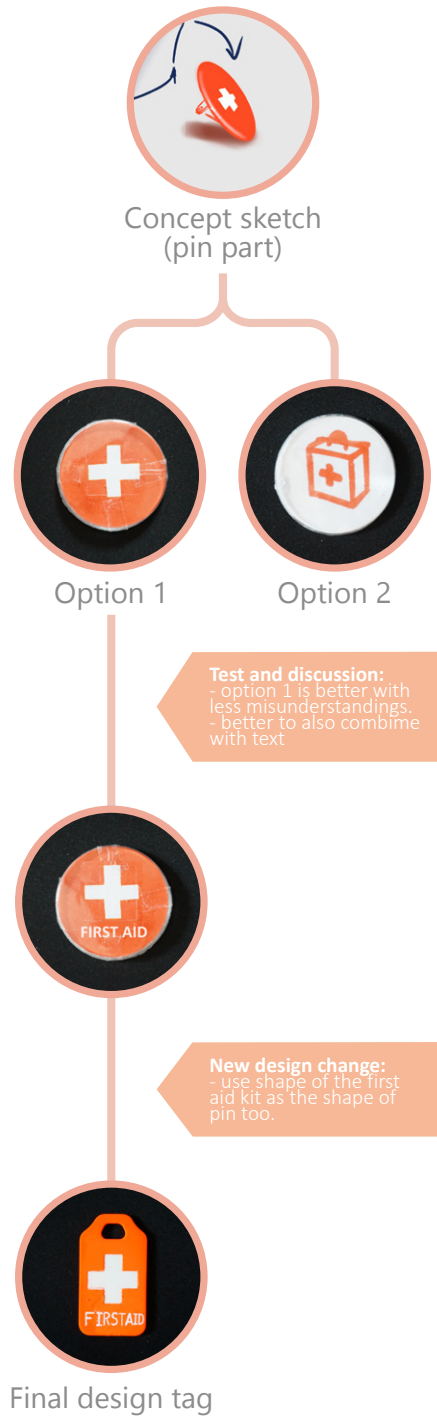 Concept sketch
(pin part)
Option 1
Option 2
Test and discussion:
- option 1 is better with
less misunderstandings.
- better to also combime
with text
FIRST AID
New design change:
- use shape of the first
aid kit as the shape of
pin too.
FIRSTAID
Final design tag